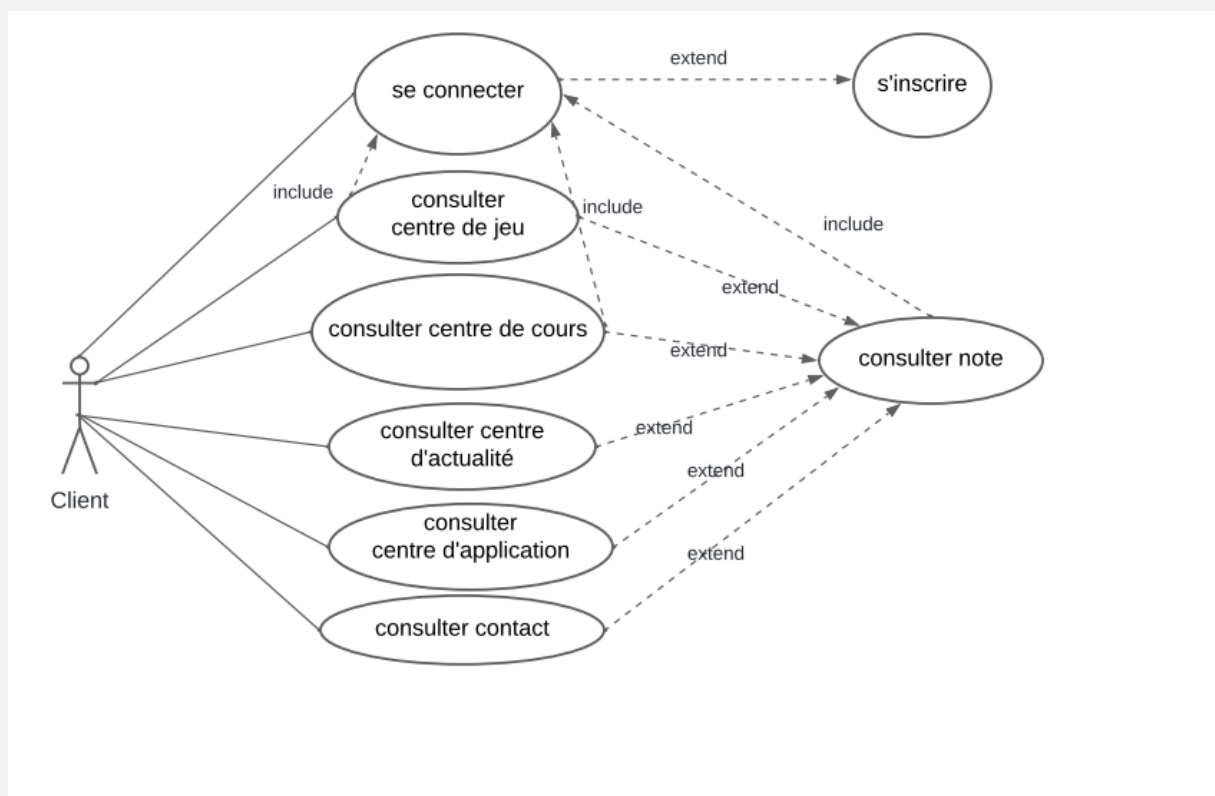 extend
se connecter
s'inscrire
include
consulter
centre de jeu
include
include
extend
consulter centre de cours
extend
consulter note
consulter centre
d'actualité
extend
extend
Client
consulter
centre d'application
extend
consulter contact